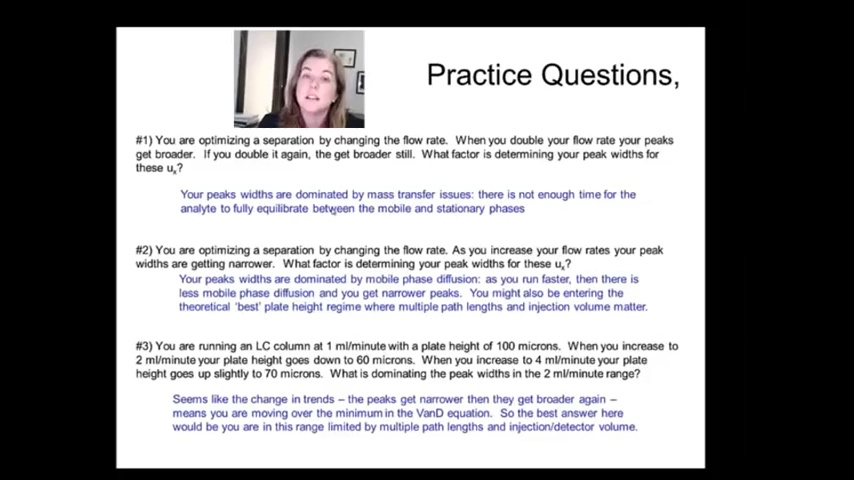 Practice Questions,
#1) You are optimizing a separation by changing the flow rate. When you double your flow rate your peaks
get broader. If you double it again, the get broader still. What factor is determining your peak widths for
these uₓ?
Your peaks widths are dominated by mass transfer issues: there is not enough time for the
analyte to fully equilibrate between the mobile and stationary phases
#2) You are optimizing a separation by changing the flow rate. As you increase your flow rates your peak
widths are getting narrower. What factor is determining your peak widths for these uₓ?
Your peaks widths are dominated by mobile phase diffusion: as you run faster, then there is
less mobile phase diffusion and you get narrower peaks. You might also be entering the
theoretical 'best' plate height regime where multiple path lengths and injection volume matter.
#3) You are running an LC column at 1 ml/minute with a plate height of 100 microns. When you increase to
2 ml/minute your plate height goes down to 60 microns. When you increase to 4 ml/minute your plate
height goes up slightly to 70 microns. What is dominating the peak widths in the 2 ml/minute range?
Seems like the change in trends – the peaks get narrower then they get broader again –
means you are moving over the minimum in the VanD equation. So the best answer here
would be you are in this range limited by multiple path lengths and injection/detector volume.